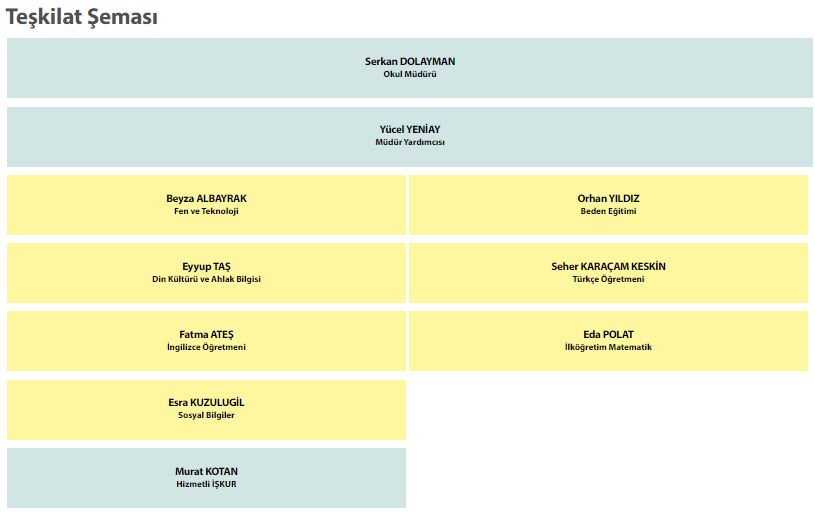 Teşkilat Şeması
Serkan DOLAYMAN
Okul Müdürü
Yücel YENİAY
Müdür Yardımcısı
Beyza ALBAYRAK
Fen ve Teknoloji
Orhan YILDIZ
Beden Eğitimi
Eyyup TAŞ
Din Kültürü ve Ahlak Bilgisi
Seher KARAÇAM KESKİN
Türkçe Öğretmeni
Fatma ATEŞ
İngilizce Öğretmeni
Eda POLAT
İlköğretim Matematik
Esra KUZULUGİL
Sosyal Bilgiler
Murat KOTAN
Hizmetli İŞKUR